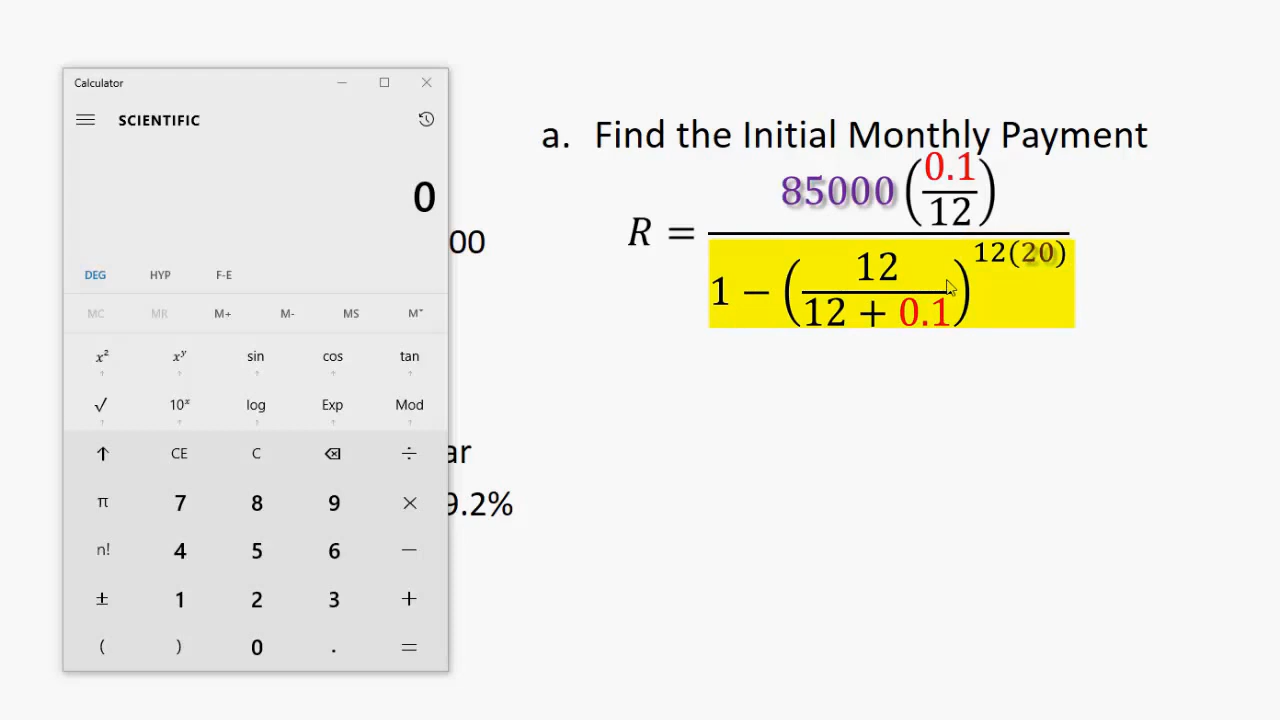 Calculator
SCIENTIFIC
0
DEG HYP F-E
MC MR M+ M- MS M˅
x² xʸ sin cos tan
√ 10ˣ log Exp Mod
↑ CE C ⌫ ÷
π 7 8 9 ×
n! 4 5 6 −
± 1 2 3 +
( ) 0 . =
00
ar
9.2%
a. Find the Initial Monthly Payment
R = 85000 (0.1/12) / 1 − (12/(12 + 0.1))^12(20)